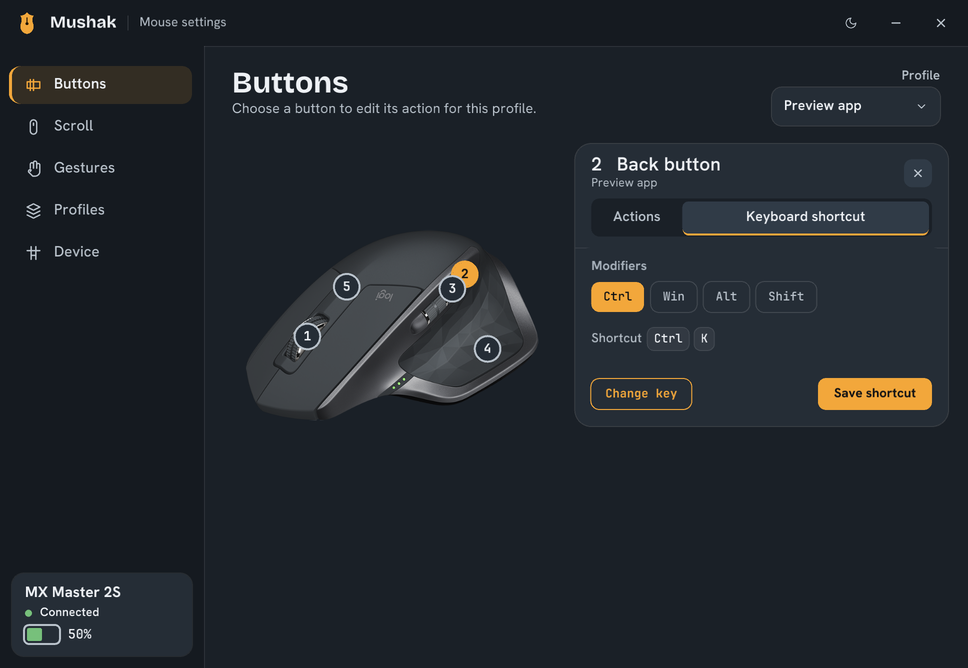 Mushak
Mouse settings
Buttons
Scroll
Gestures
Profiles
Device
MX Master 2S
Connected
50%
Buttons
Choose a button to edit its action for this profile.
Profile
Preview app
1
2
3
4
5
logi
2 Back button
Preview app
Actions
Keyboard shortcut
Modifiers
Ctrl Win Alt Shift
Shortcut Ctrl K
Change key
Save shortcut